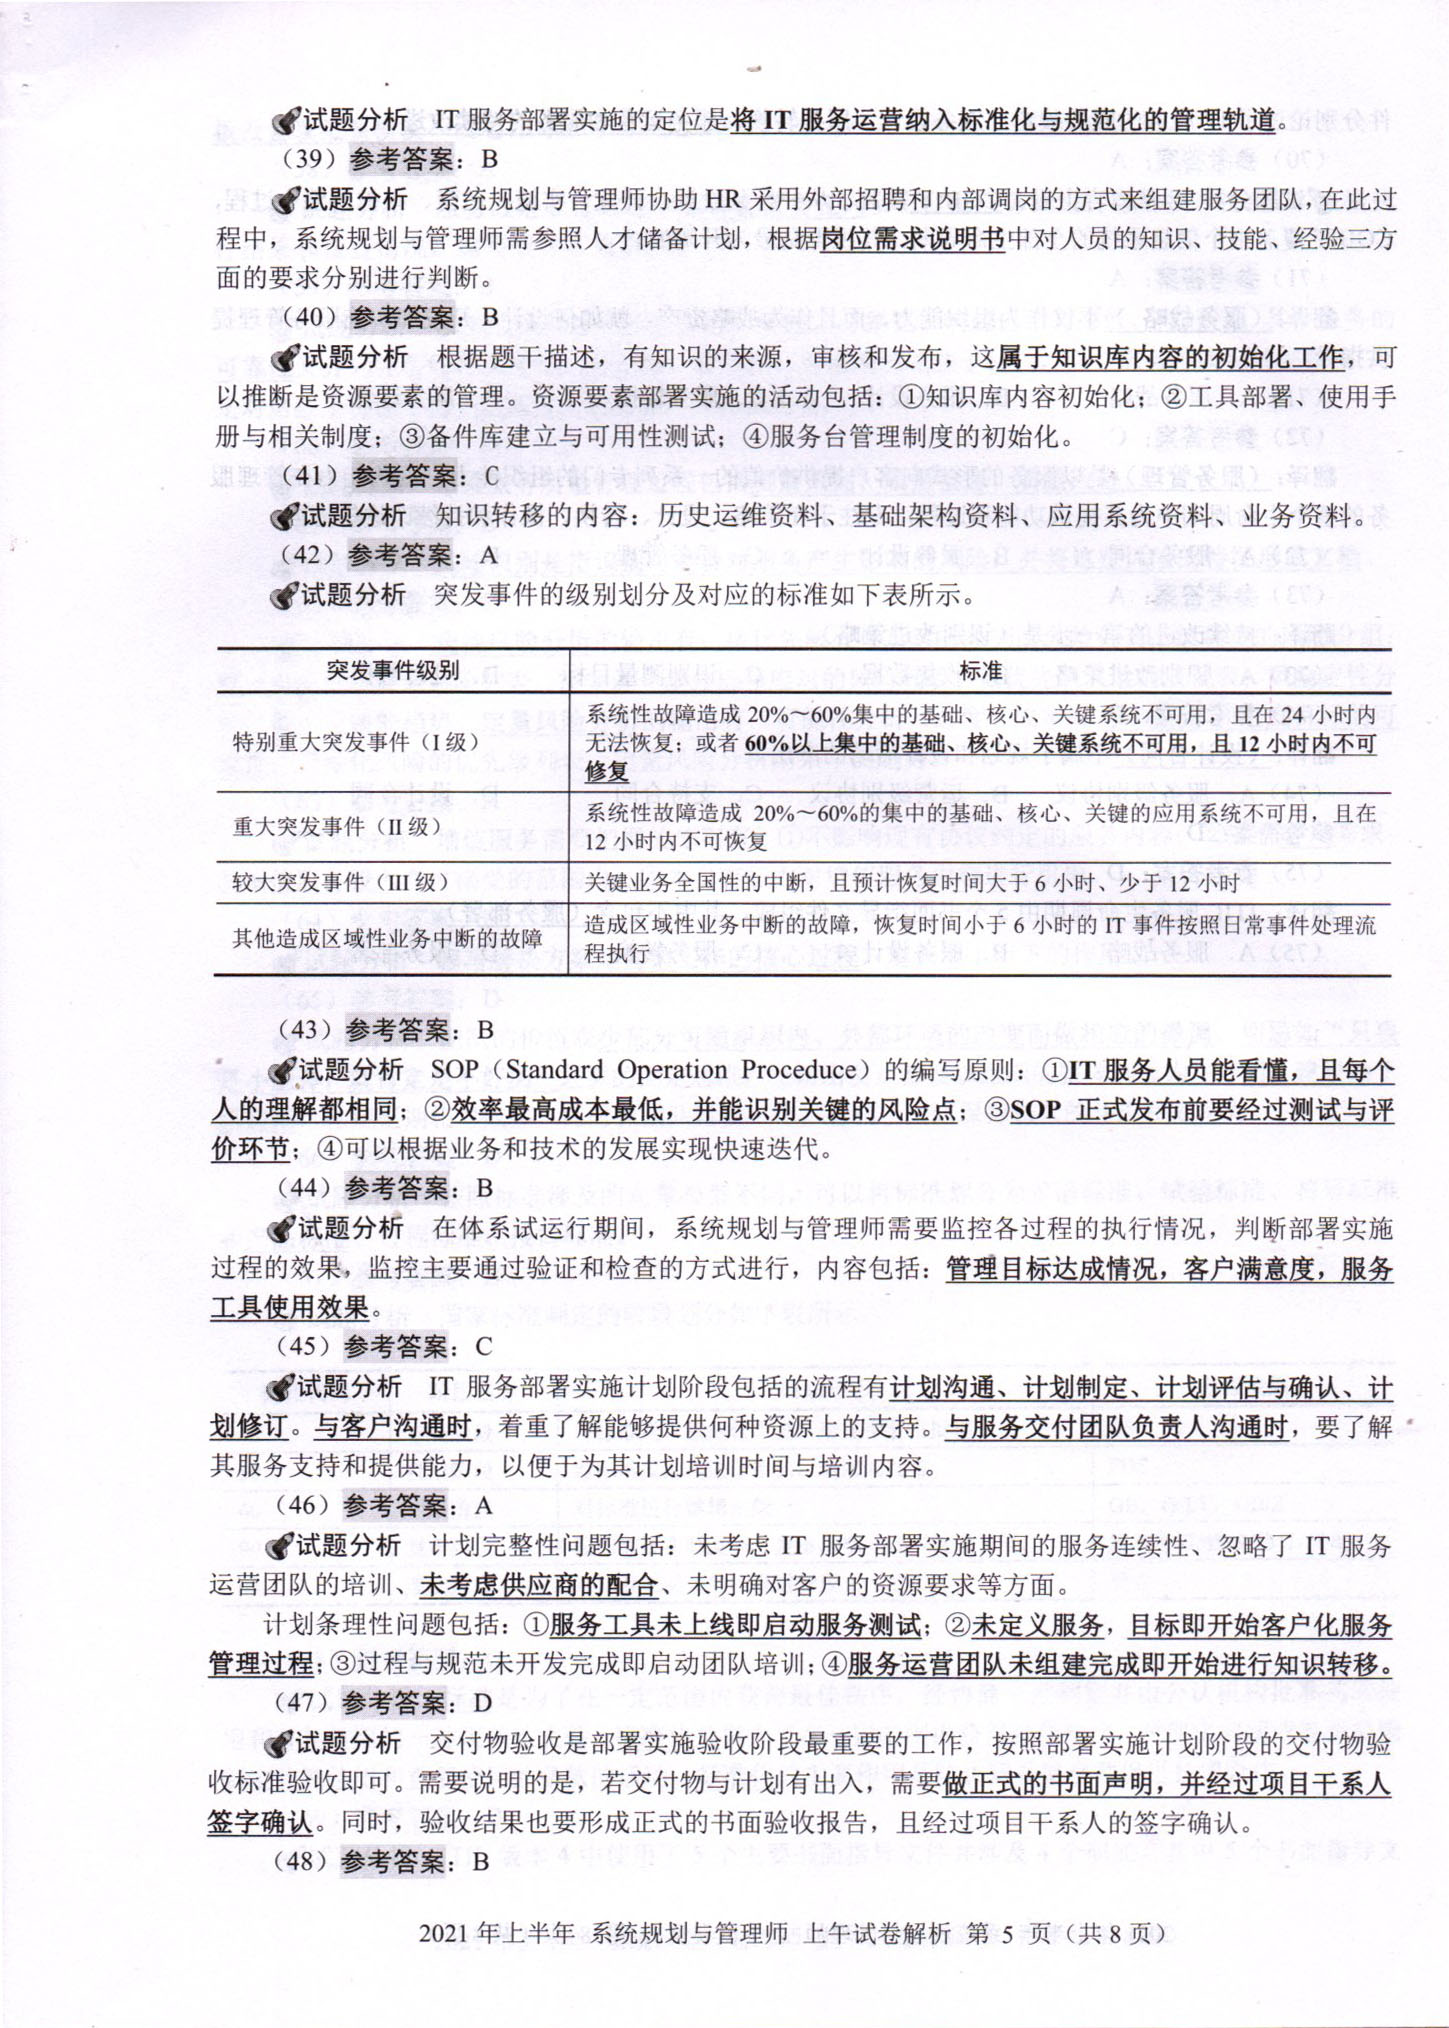 试题分析 IT 服务部署实施的定位是将 IT 服务运营纳入标准化与规范化的管理轨道。
（39）参考答案：B
试题分析 系统规划与管理师协助 HR 采用外部招聘和内部调岗的方式来组建服务团队,在此过
程中，系统规划与管理师需参照人才储备计划，根据岗位需求说明书中对人员的知识、技能、经验三方
面的要求分别进行判断。
（40）参考答案：B
试题分析 根据题干描述，有知识的来源，审核和发布，这属于知识库内容的初始化工作，可
以推断是资源要素的管理。资源要素部署实施的活动包括：①知识库内容初始化；②工具部署、使用手
册与相关制度；③备件库建立与可用性测试；④服务台管理制度的初始化。
（41）参考答案：C
试题分析 知识转移的内容：历史运维资料、基础架构资料、应用系统资料、业务资料。
（42）参考答案：A
试题分析 突发事件的级别划分及对应的标准如下表所示。
突发事件级别 标准
特别重大突发事件（I 级） 系统性故障造成 20%～60%集中的基础、核心、关键系统不可用，且在 24 小时内
无法恢复；或者 60%以上集中的基础、核心、关键系统不可用，且 12 小时内不可
修复
重大突发事件（II 级） 系统性故障造成 20%～60%的集中的基础、核心、关键的应用系统不可用，且在
12 小时内不可恢复
较大突发事件（III 级） 关键业务全国性的中断，且预计恢复时间大于 6 小时、少于 12 小时
其他造成区域性业务中断的故障 造成区域性业务中断的故障，恢复时间小于 6 小时的 IT 事件按照日常事件处理流
程执行
（43）参考答案：B
试题分析 SOP（Standard Operation Proceduce）的编写原则：①IT 服务人员能看懂，且每个
人的理解都相同；②效率最高成本最低，并能识别关键的风险点；③SOP 正式发布前要经过测试与评
价环节；④可以根据业务和技术的发展实现快速迭代。
（44）参考答案：B
试题分析 在体系试运行期间，系统规划与管理师需要监控各过程的执行情况，判断部署实施
过程的效果，监控主要通过验证和检查的方式进行，内容包括：管理目标达成情况，客户满意度，服务
工具使用效果。
（45）参考答案：C
试题分析 IT 服务部署实施计划阶段包括的流程有计划沟通、计划制定、计划评估与确认、计
划修订。与客户沟通时，着重了解能够提供何种资源上的支持。与服务交付团队负责人沟通时，要了解
其服务支持和提供能力，以便于为其计划培训时间与培训内容。
（46）参考答案：A
试题分析 计划完整性问题包括：未考虑 IT 服务部署实施期间的服务连续性、忽略了 IT 服务
运营团队的培训、未考虑供应商的配合、未明确对客户的资源要求等方面。
计划条理性问题包括：①服务工具未上线即启动服务测试；②未定义服务，目标即开始客户化服务
管理过程；③过程与规范未开发完成即启动团队培训；④服务运营团队未组建完成即开始进行知识转移。
（47）参考答案：D
试题分析 交付物验收是部署实施验收阶段最重要的工作，按照部署实施计划阶段的交付物验
收标准验收即可。需要说明的是，若交付物与计划有出入，需要做正式的书面声明，并经过项目干系人
签字确认。同时，验收结果也要形成正式的书面验收报告，且经过项目干系人的签字确认。
（48）参考答案：B
2021 年上半年 系统规划与管理师 上午试卷解析 第 5 页（共 8 页）